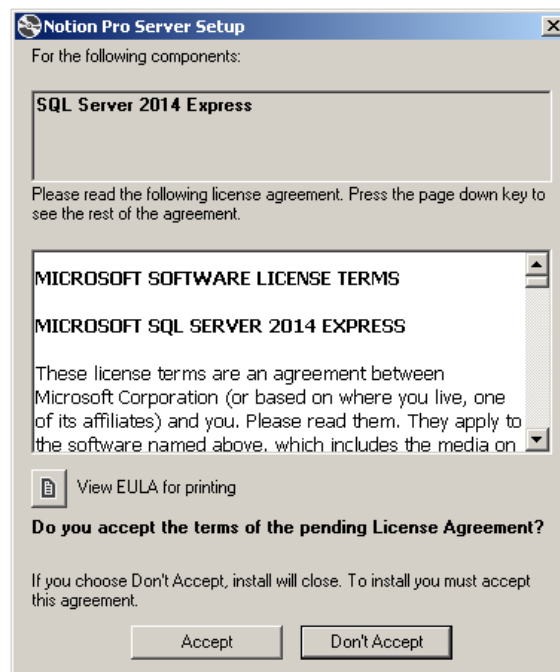 Notion Pro Server Setup
For the following components:
SQL Server 2014 Express
Please read the following license agreement. Press the page down key to
see the rest of the agreement.
MICROSOFT SOFTWARE LICENSE TERMS
MICROSOFT SQL SERVER 2014 EXPRESS
These license terms are an agreement between
Microsoft Corporation (or based on where you live, one
of its affiliates) and you. Please read them. They apply to
the software named above, which includes the media on
View EULA for printing
Do you accept the terms of the pending License Agreement?
If you choose Don't Accept, install will close. To install you must accept
this agreement.
Accept
Don't Accept